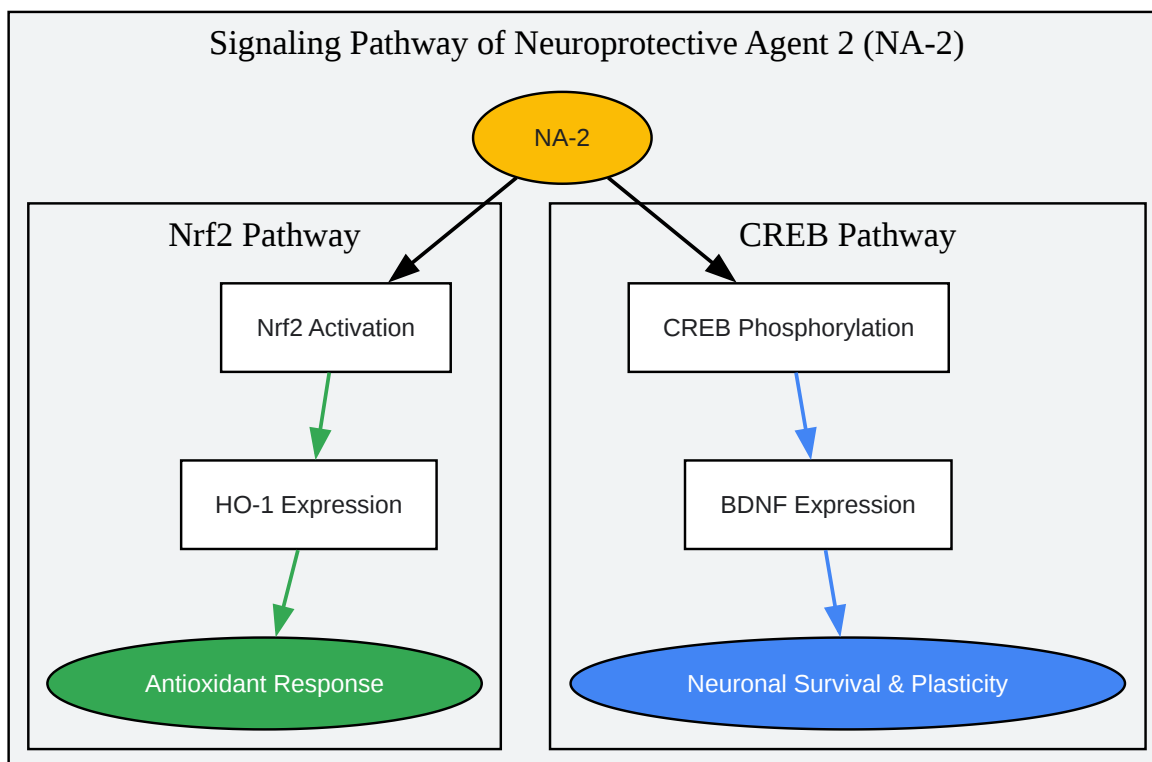 Signaling Pathway of Neuroprotective Agent 2 (NA-2)
NA-2
Nrf2 Pathway
Nrf2 Activation
HO-1 Expression
Antioxidant Response
CREB Pathway
CREB Phosphorylation
BDNF Expression
Neuronal Survival & Plasticity